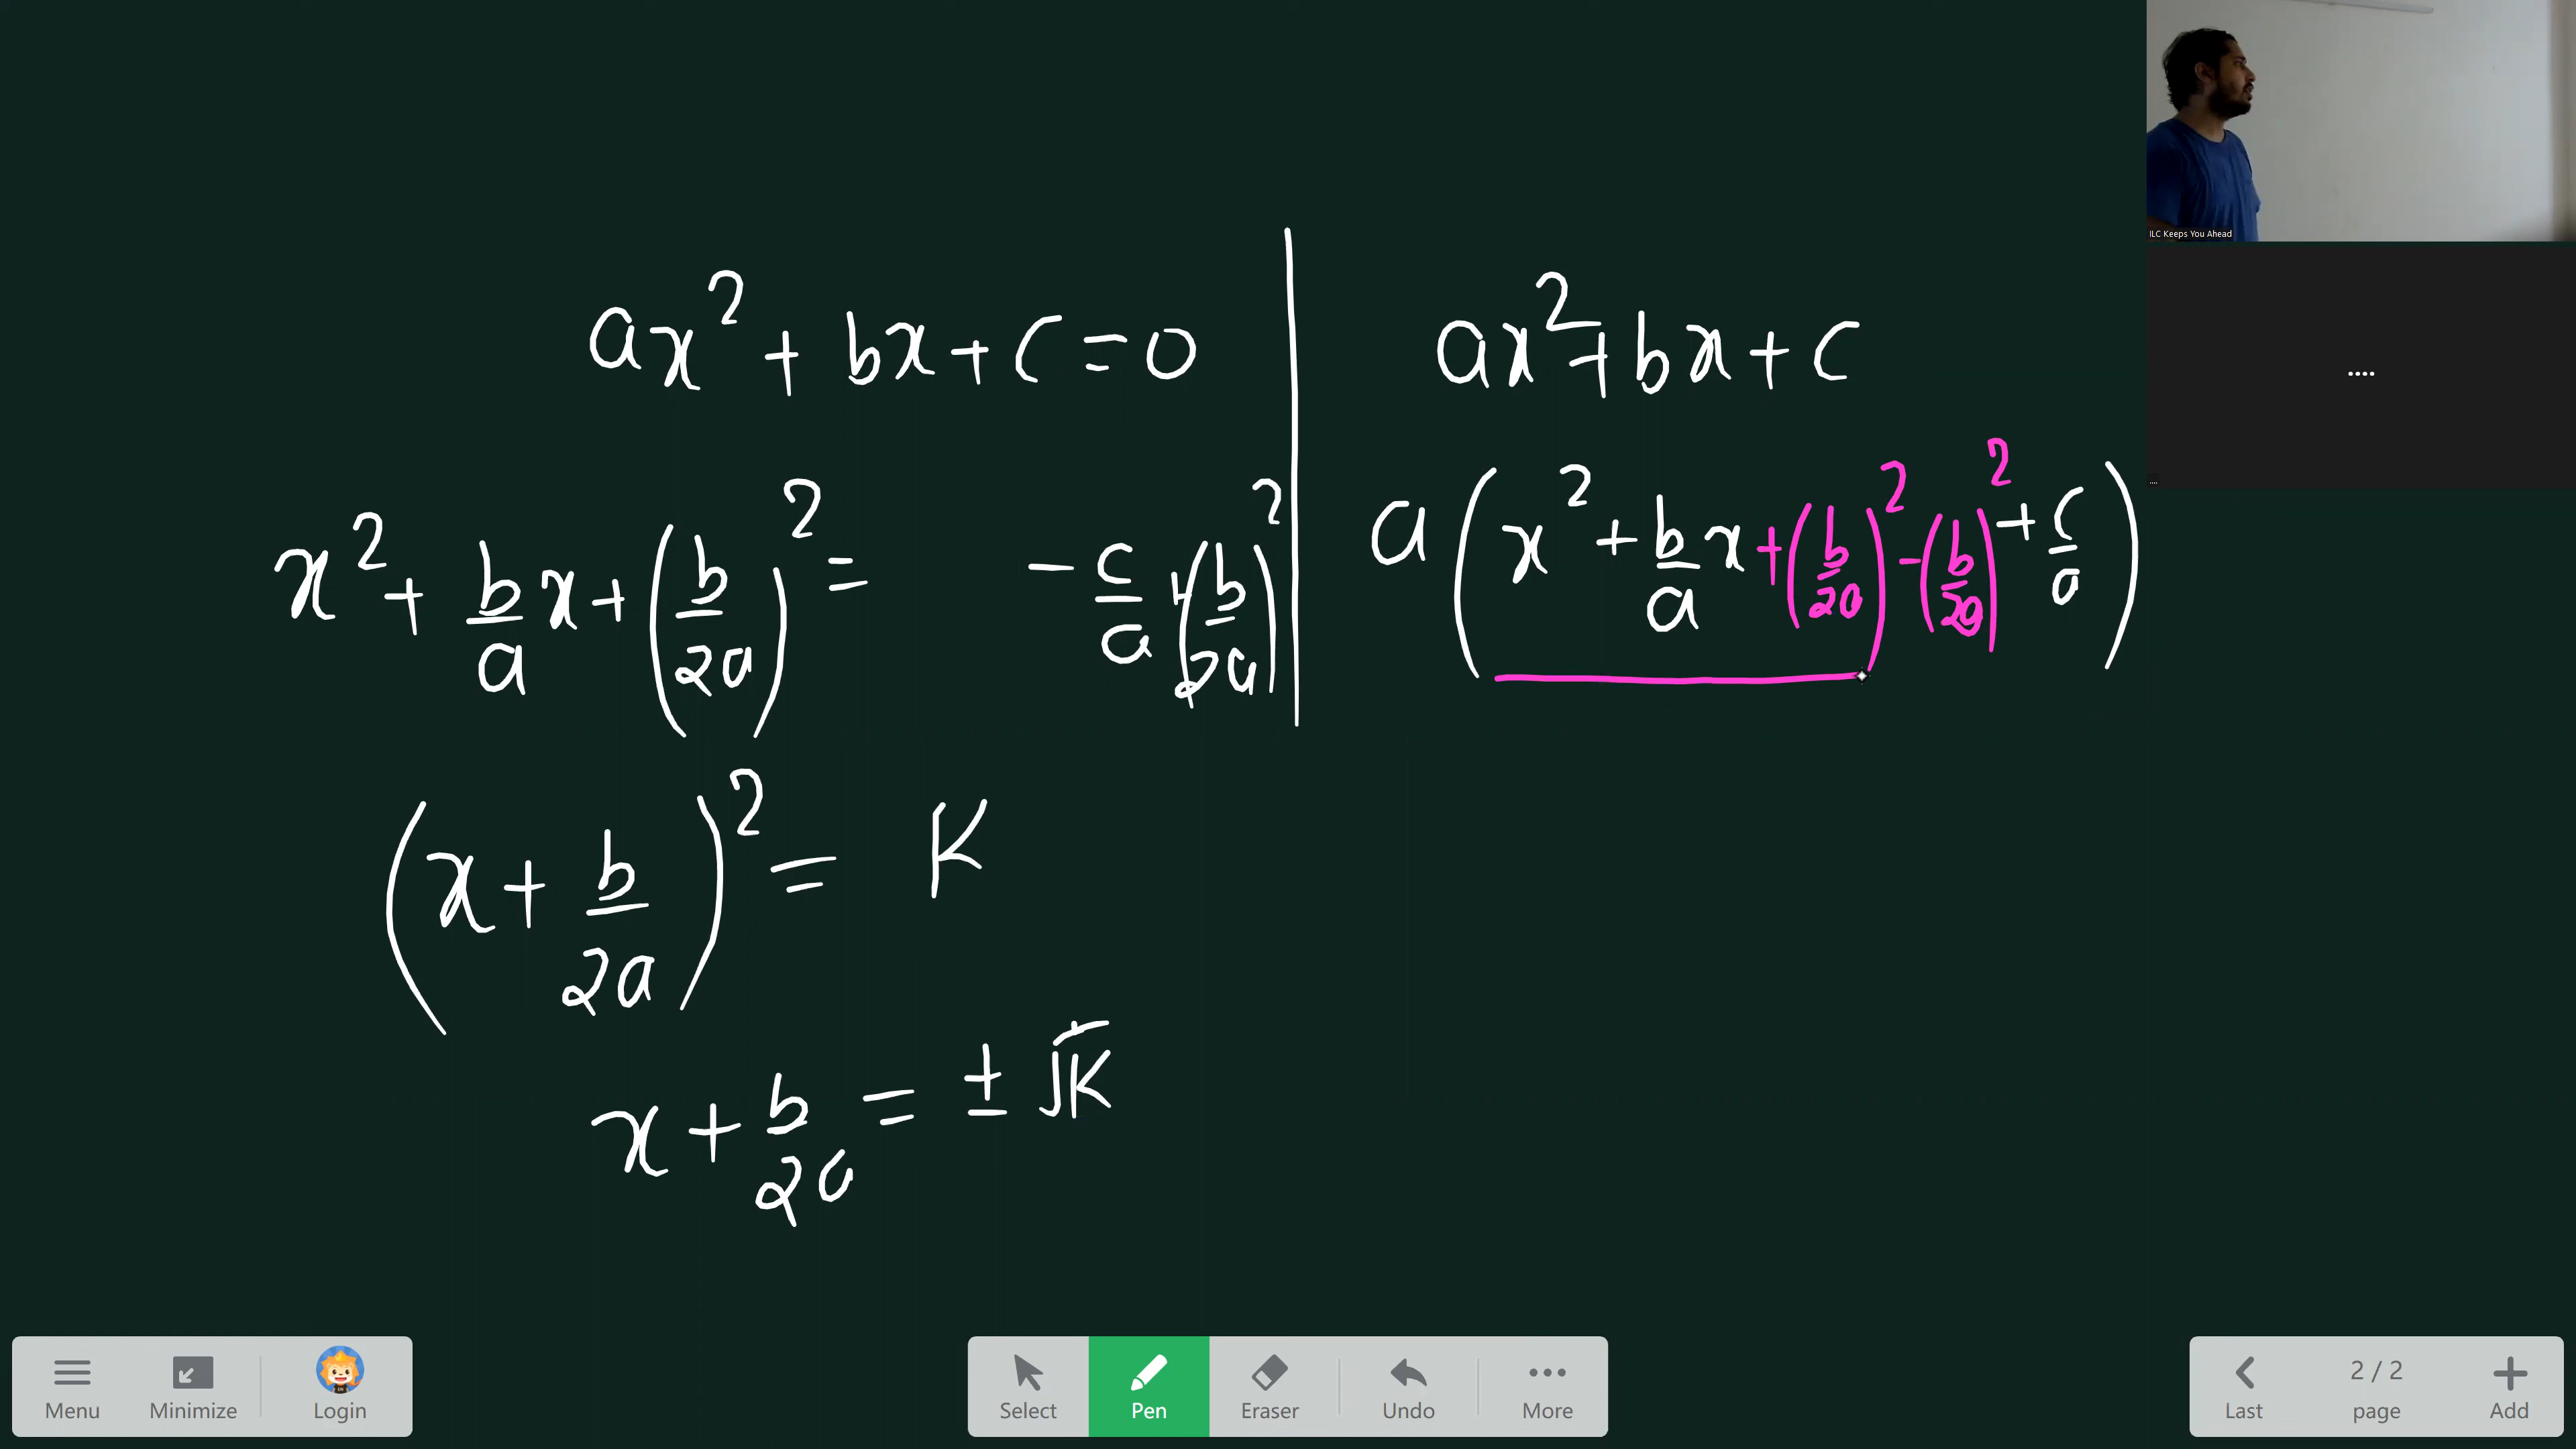 ax² + bx + c = 0
x² + b/a x + (b/2a)² = - c/a + (b/2a)²
(x + b/2a)² = K
x + b/2a = ± √K
ax² + bx + c
a(x² + b/a x + (b/2a)² - (b/2a)² + c/a)
ILC Keeps You Ahead
....
....
Menu
Minimize
Login
Select
Pen
Eraser
Undo
More
Last
2 / 2
page
Add